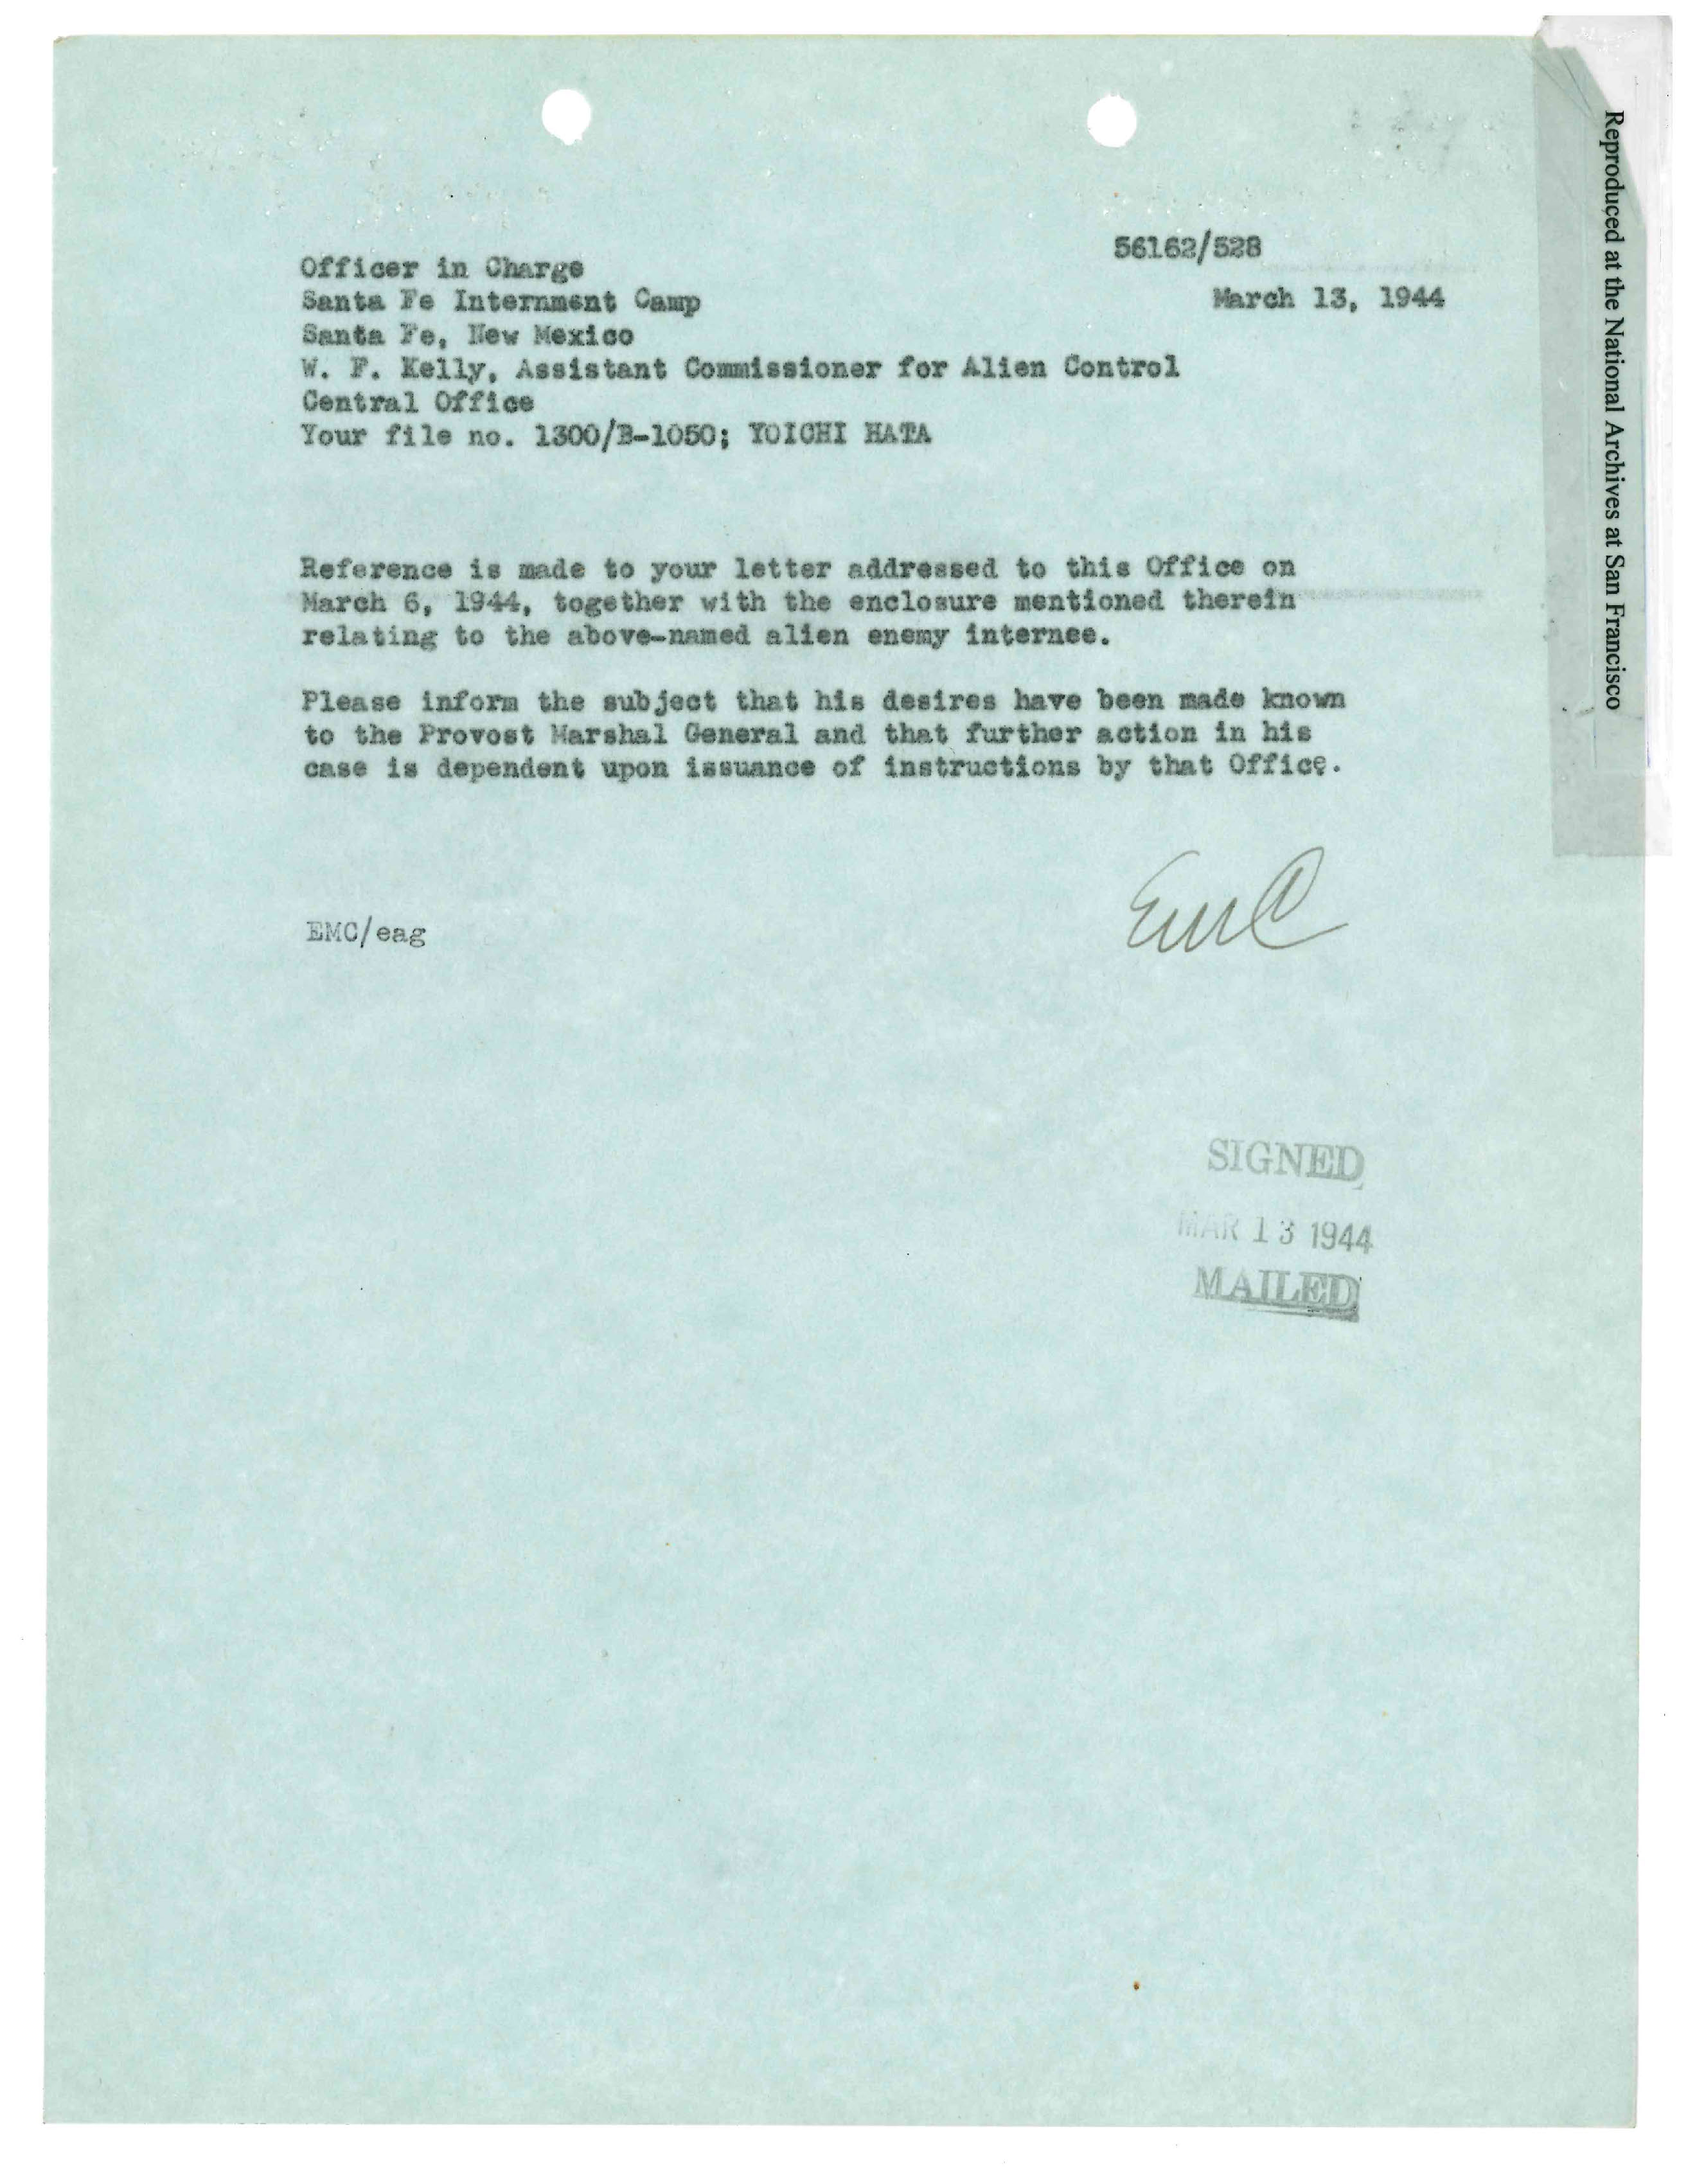 56162/528
Officer in Charge
Santa Fe Internment Camp
March 13, 1944
Santa Fe, New Mexico
W. F. Kelly, Assistant Commissioner for Alien Control
Central Office
Your file no. 1300/B-1050; YOICHI HATA
Reference is made to your letter addressed to this Office on
March 6, 1944, together with the enclosure mentioned therein
relating to the above-named alien enemy internee.
Please inform the subject that his desires have been made known
to the Provost Marshal General and that further action in his
case is dependent upon issuance of instructions by that Office.
EMC
EMC/eag
SIGNED
MAR 13 1944
MAILED
Reproduced at the National Archives at San Francisco